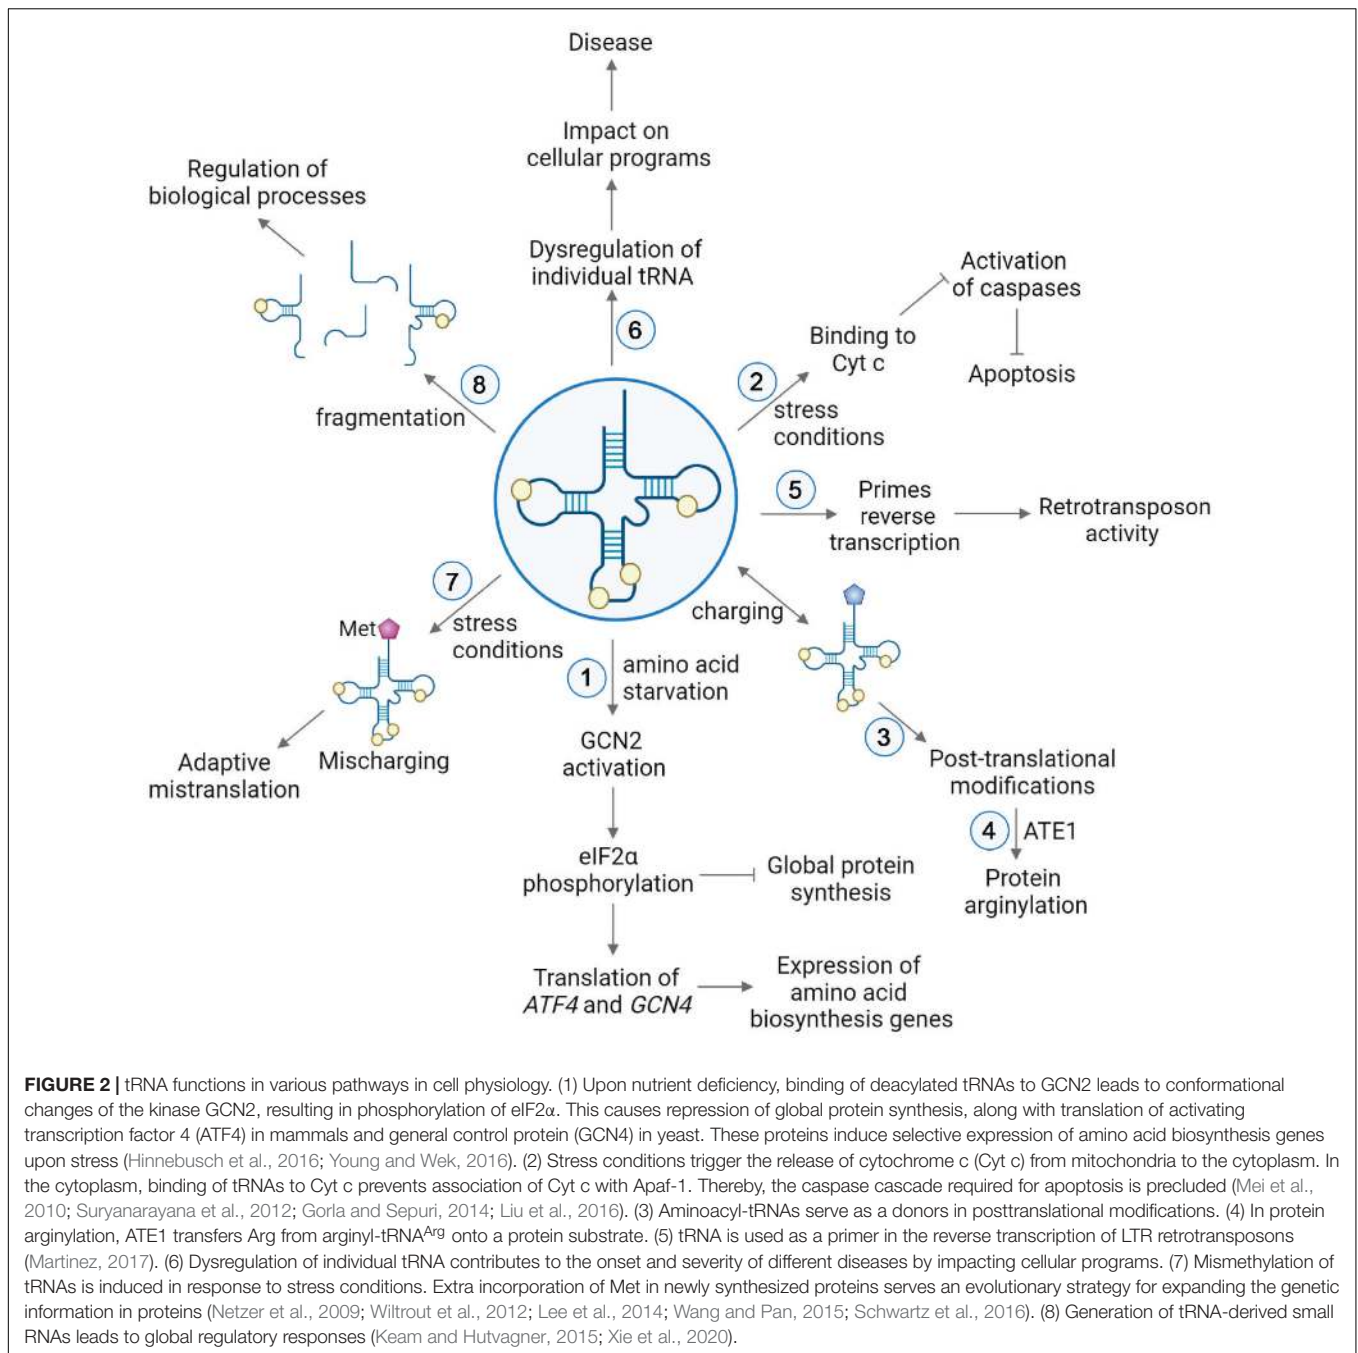 Disease
Impact on
cellular programs
Regulation of
biological processes
Dysregulation of
individual tRNA
Activation
of caspases
6
Binding to
Cyt c
Apoptosis
8
2
fragmentation
stress
conditions
5
Primes
reverse
transcription
Retrotransposon
activity
7
charging
Met
stress
conditions
1
amino acid
starvation
3
GCN2
activation
Adaptive
mistranslation
Mischarging
Post-translational
modifications
4
ATE1
eIF2α
phosphorylation
Global protein
synthesis
Protein
arginylation
Translation of
ATF4 and GCN4
Expression of
amino acid
biosynthesis genes
FIGURE 2 | tRNA functions in various pathways in cell physiology. (1) Upon nutrient deficiency, binding of deacylated tRNAs to GCN2 leads to conformational
changes of the kinase GCN2, resulting in phosphorylation of eIF2α. This causes repression of global protein synthesis, along with translation of activating
transcription factor 4 (ATF4) in mammals and general control protein (GCN4) in yeast. These proteins induce selective expression of amino acid biosynthesis genes
upon stress (Hinnebusch et al., 2016; Young and Wek, 2016). (2) Stress conditions trigger the release of cytochrome c (Cyt c) from mitochondria to the cytoplasm. In
the cytoplasm, binding of tRNAs to Cyt c prevents association of Cyt c with Apaf-1. Thereby, the caspase cascade required for apoptosis is precluded (Mei et al.,
2010; Suryanarayana et al., 2012; Gorla and Sepuri, 2014; Liu et al., 2016). (3) Aminoacyl-tRNAs serve as a donors in posttranslational modifications. (4) In protein
arginylation, ATE1 transfers Arg from arginyl-tRNAArg onto a protein substrate. (5) tRNA is used as a primer in the reverse transcription of LTR retrotransposons
(Martinez, 2017). (6) Dysregulation of individual tRNA contributes to the onset and severity of different diseases by impacting cellular programs. (7) Mismethylation of
tRNAs is induced in response to stress conditions. Extra incorporation of Met in newly synthesized proteins serves an evolutionary strategy for expanding the genetic
information in proteins (Netzer et al., 2009; Wiltrout et al., 2012; Lee et al., 2014; Wang and Pan, 2015; Schwartz et al., 2016). (8) Generation of tRNA-derived small
RNAs leads to global regulatory responses (Keam and Hutvagner, 2015; Xie et al., 2020).